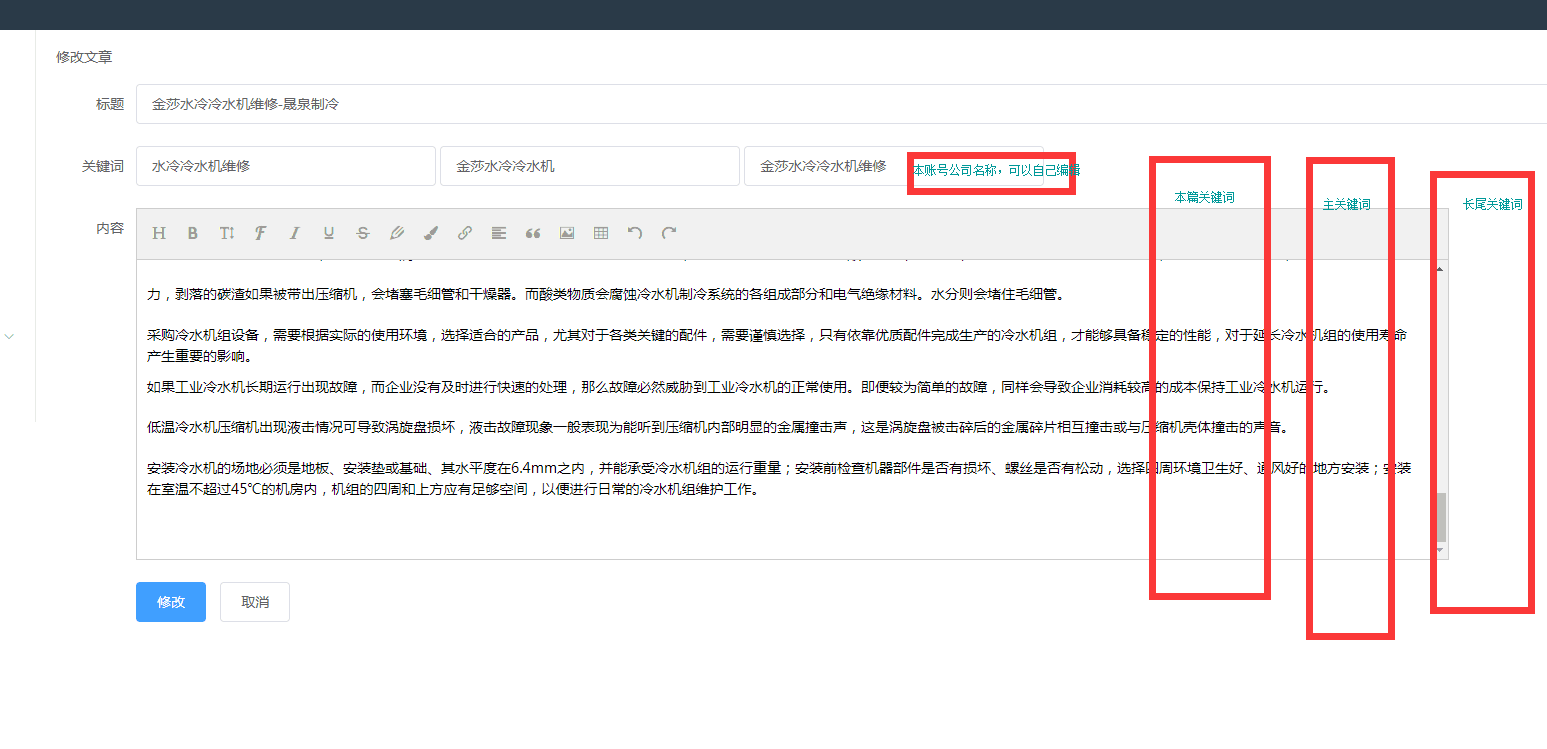 修改文章
标题
金莎水冷冷水机维修-晟泉制冷
关键词
水冷冷水机维修
金莎水冷冷水机
金莎水冷冷水机维修
本账号公司名称，可以自己编辑
本篇关键词
主关键词
长尾关键词
内容
力，剥落的碳渣如果被带出压缩机，会堵塞毛细管和干燥器。而酸类物质会腐蚀冷水机制冷系统的各组成部分和电气绝缘材料。水分则会堵住毛细管。
采购冷水机组设备，需要根据实际的使用环境，选择适合的产品，尤其对于各类关键的配件，需要谨慎选择，只有依靠优质配件完成生产的冷水机组，才能够具备稳定的性能，对于延长冷水机组的使用寿命
产生重要的影响。
如果工业冷水机长期运行出现故障，而企业没有及时进行快速的处理，那么故障必然威胁到工业冷水机的正常使用。即便较为简单的故障，同样会导致企业消耗较高的成本保持工业冷水机运行。
低温冷水机压缩机出现液击情况可导致涡旋盘损坏，液击故障现象一般表现为能听到压缩机内部明显的金属撞击声，这是涡旋盘被击碎后的金属碎片相互撞击或与压缩机壳体撞击的声音。
安装冷水机的场地必须是地板、安装垫或基础、其水平度在6.4mm之内，并能承受冷水机组的运行重量；安装前检查机器部件是否有损坏、螺丝是否有松动，选择四周环境卫生好、通风好的地方安装；安装
在室温不超过45℃的机房内，机组的四周和上方应有足够空间，以便进行日常的冷水机组维护工作。
修改
取消